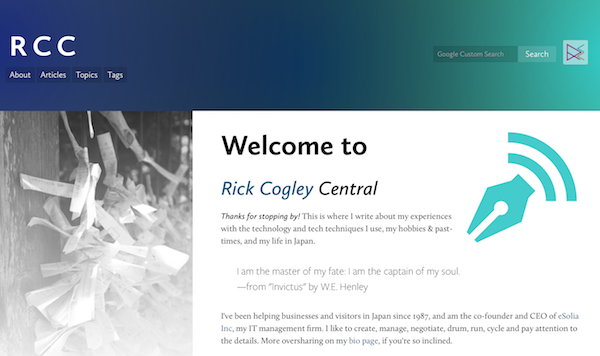 RCC
Google Custom Search
Search
About Articles Topics Tags
Welcome to
Rick Cogley Central
Thanks for stopping by! This is where I write about my experiences
with the technology and tech techniques I use, my hobbies & past-
times, and my life in Japan.
I am the master of my fate: I am the captain of my soul.
—from "Invictus" by W.E. Henley
I've been helping businesses and visitors in Japan since 1987, and am the co-founder and CEO of eSolia
Inc, my IT management firm. I like to create, manage, negotiate, drum, run, cycle and pay attention to
the details. More oversharing on my bio page, if you're so inclined.